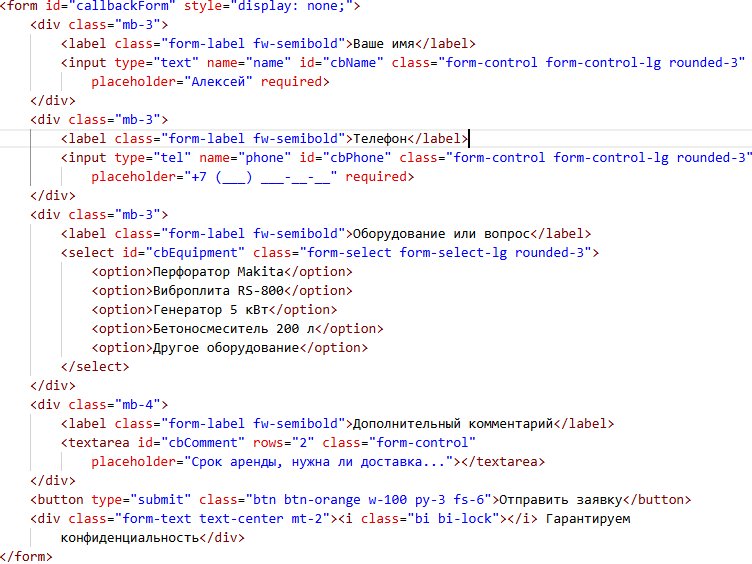 <form id="callbackForm" style="display: none;">
<div class="mb-3">
<label class="form-label fw-semibold">Ваше имя</label>
<input type="text" name="name" id="cbName" class="form-control form-control-lg rounded-3"
placeholder="Алексей" required>
</div>
<div class="mb-3">
<label class="form-label fw-semibold">Телефон</label>
<input type="tel" name="phone" id="cbPhone" class="form-control form-control-lg rounded-3"
placeholder="+7 (___) ___-__-__" required>
</div>
<div class="mb-3">
<label class="form-label fw-semibold">Оборудование или вопрос</label>
<select id="cbEquipment" class="form-select form-select-lg rounded-3">
<option>Перфоратор Makita</option>
<option>Виброплита RS-800</option>
<option>Генератор 5 кВт</option>
<option>Бетоносмеситель 200 л</option>
<option>Другое оборудование</option>
</select>
</div>
<div class="mb-4">
<label class="form-label fw-semibold">Дополнительный комментарий</label>
<textarea id="cbComment" rows="2" class="form-control"
placeholder="Срок аренды, нужна ли доставка..."></textarea>
</div>
<button type="submit" class="btn btn-orange w-100 py-3 fs-6">Отправить заявку</button>
<div class="form-text text-center mt-2"><i class="bi bi-lock"></i> Гарантируем
конфиденциальность</div>
</form>